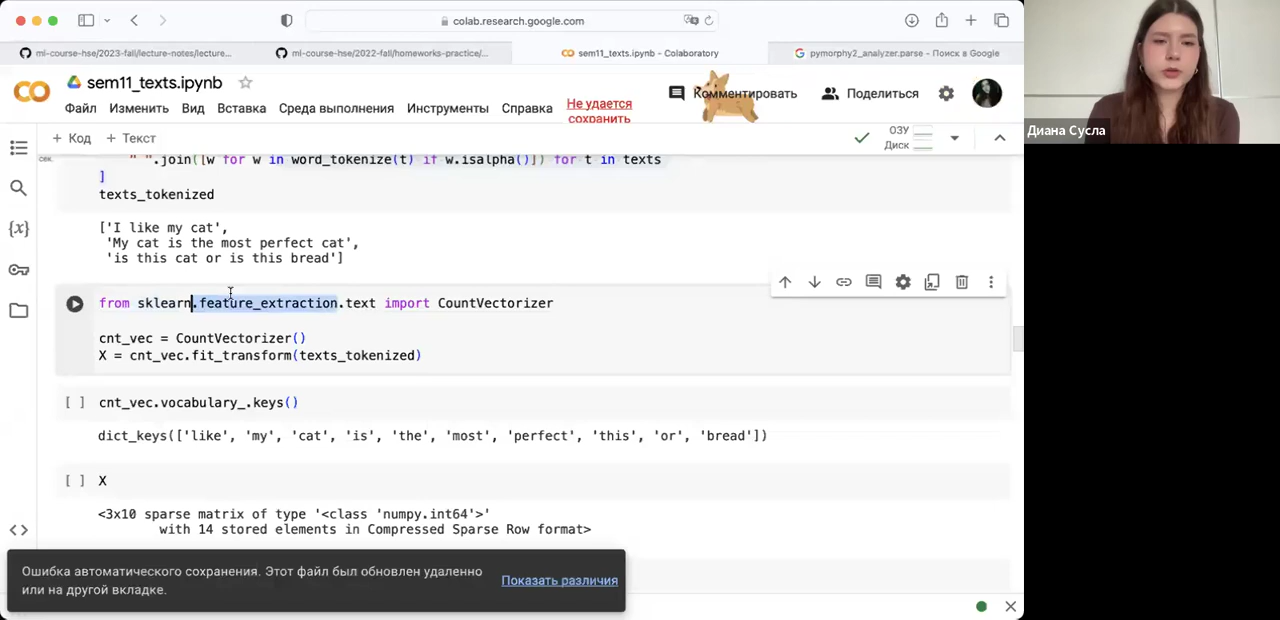 colab.research.google.com
ml-course-hse/2023-fall/lecture-notes/lecture...
ml-course-hse/2022-fall/homeworks-practice/...
sem11_texts.ipynb - Colaboratory
pymorphy2_analyzer.parse - Поиск в Google
sem11_texts.ipynb
Комментировать
Поделиться
Файл Изменить Вид Вставка Среда выполнения Инструменты Справка Не удается
сохранить
+ Код + Текст
ОЗУ
Диск
Диана Сусла
сек.
" ".join([w for w in word_tokenize(t) if w.isalpha()]) for t in texts
]
texts_tokenized
['I like my cat',
'My cat is the most perfect cat',
'is this cat or is this bread']
from sklearn.feature_extraction.text import CountVectorizer
cnt_vec = CountVectorizer()
X = cnt_vec.fit_transform(texts_tokenized)
[ ] cnt_vec.vocabulary_.keys()
dict_keys(['like', 'my', 'cat', 'is', 'the', 'most', 'perfect', 'this', 'or', 'bread'])
[ ] X
<3x10 sparse matrix of type '<class 'numpy.int64'>'
with 14 stored elements in Compressed Sparse Row format>
Ошибка автоматического сохранения. Этот файл был обновлен удаленно
или на другой вкладке.
Показать различия